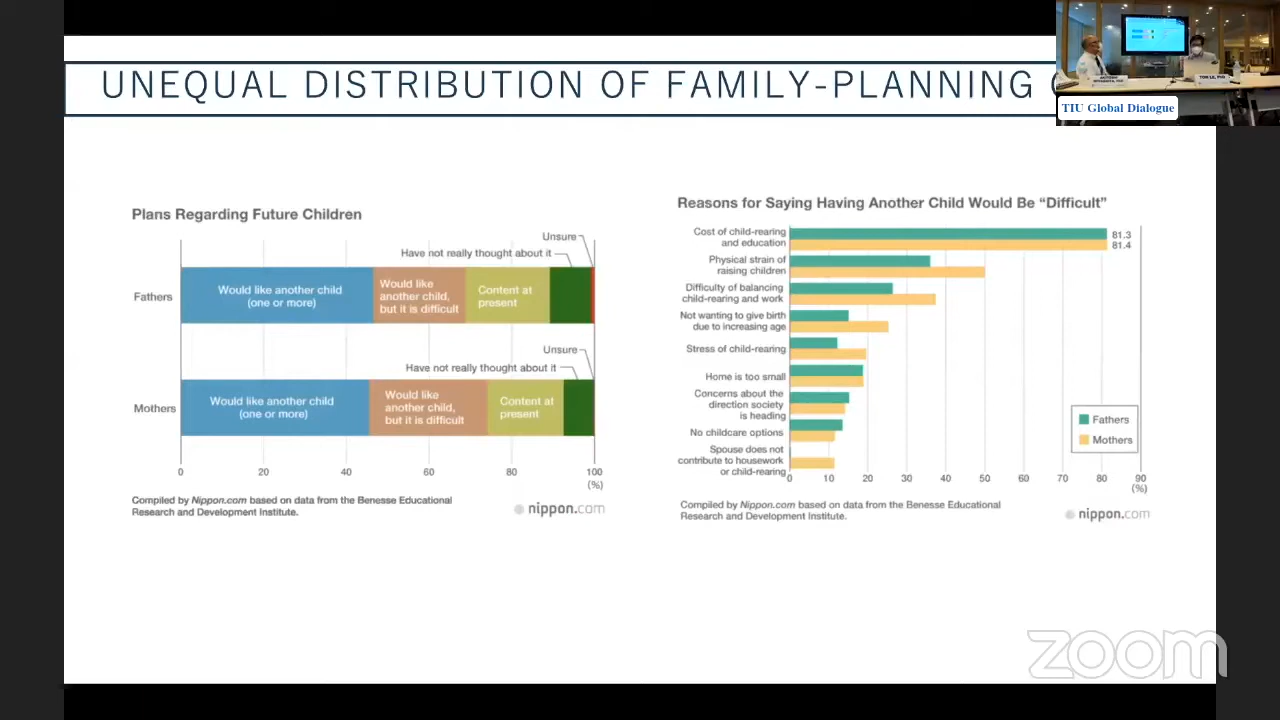 UNEQUAL DISTRIBUTION OF FAMILY-PLANNING
TIU Global Dialogue
TOM LE, PhD
Plans Regarding Future Children
Unsure
Have not really thought about it
Fathers
Would like another child
(one or more)
Would like
another child,
but it is difficult
Content at
present
Unsure
Have not really thought about it
Mothers
Would like another child
(one or more)
Would like
another child,
but it is difficult
Content at
present
0 20 40 60 80 100
(%)
Compiled by Nippon.com based on data from the Benesse Educational
Research and Development Institute.
nippon.com
Reasons for Saying Having Another Child Would Be “Difficult”
Cost of child-rearing
and education
81.3
81.4
Physical strain of
raising children
Difficulty of balancing
child-rearing and work
Not wanting to give birth
due to increasing age
Stress of child-rearing
Home is too small
Concerns about the
direction society
is heading
No childcare options
Spouse does not
contribute to housework
or child-rearing
Fathers
Mothers
0 10 20 30 40 50 60 70 80 90
(%)
Compiled by Nippon.com based on data from the Benesse Educational
Research and Development Institute.
nippon.com
zoom